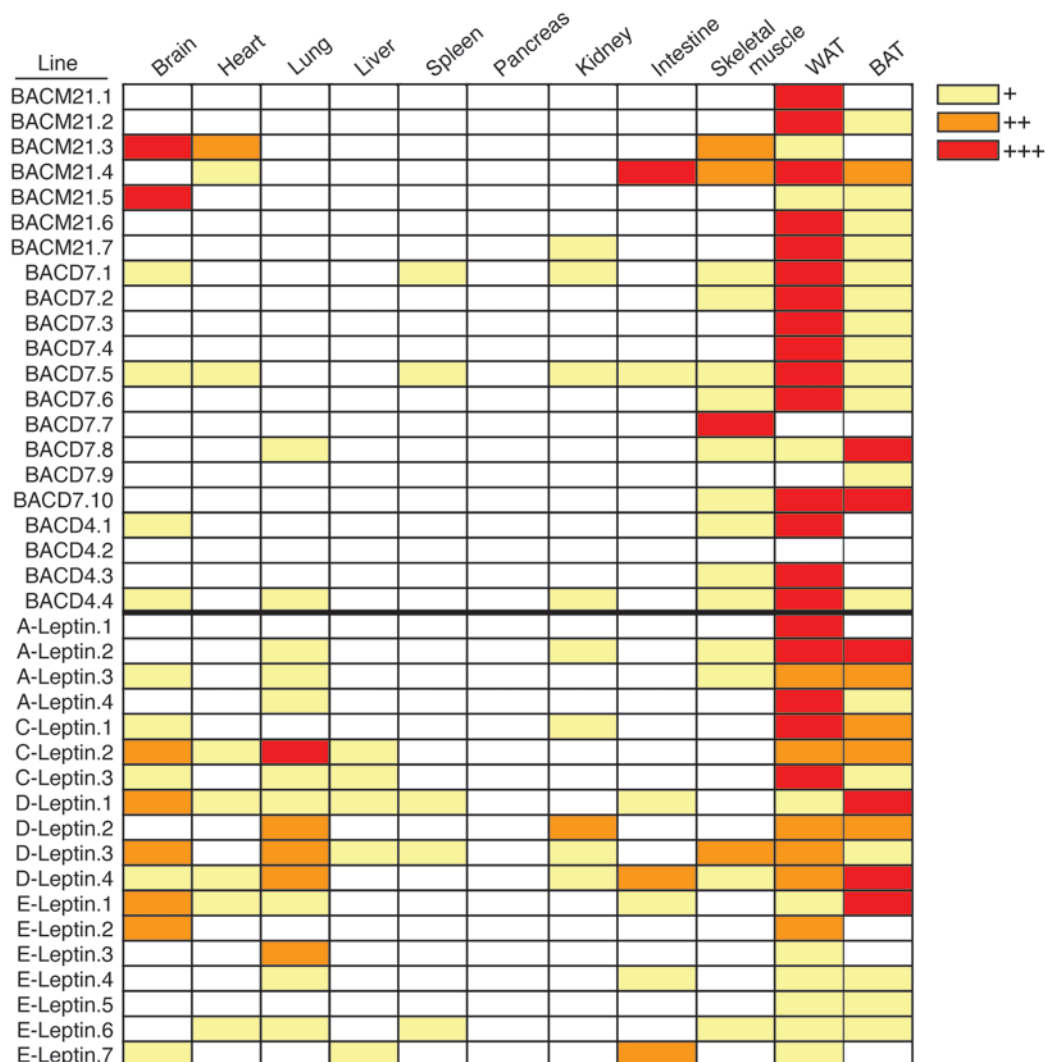 Line
Brain
Heart
Lung
Liver
Spleen
Pancreas
Kidney
Intestine
Skeletal
muscle
WAT
BAT
+
++
+++
BACM21.1
BACM21.2
BACM21.3
BACM21.4
BACM21.5
BACM21.6
BACM21.7
BACD7.1
BACD7.2
BACD7.3
BACD7.4
BACD7.5
BACD7.6
BACD7.7
BACD7.8
BACD7.9
BACD7.10
BACD4.1
BACD4.2
BACD4.3
BACD4.4
A-Leptin.1
A-Leptin.2
A-Leptin.3
A-Leptin.4
C-Leptin.1
C-Leptin.2
C-Leptin.3
D-Leptin.1
D-Leptin.2
D-Leptin.3
D-Leptin.4
E-Leptin.1
E-Leptin.2
E-Leptin.3
E-Leptin.4
E-Leptin.5
E-Leptin.6
E-Leptin.7